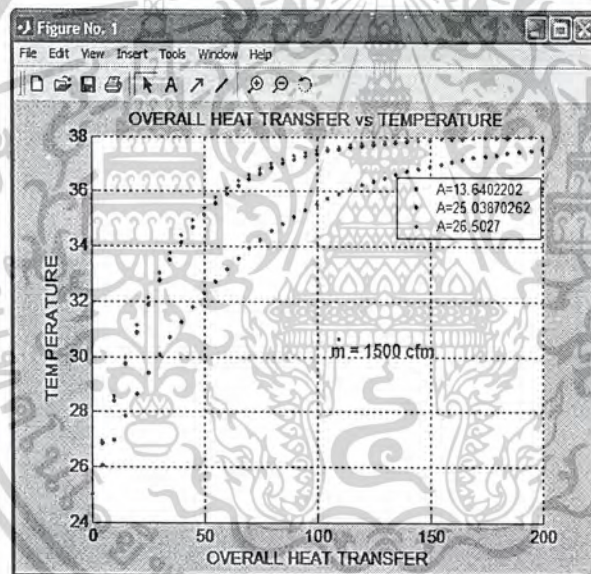 Figure No. 1
File Edit View Insert Tools Window Help
A
OVERALL HEAT TRANSFER vs TEMPERATURE
38
36
34
32
30
28
26
24
TEMPERATURE
A=13.6402202
A=25.03670262
A=26.5027
m = 1500 cfm
0 50 100 150 200
OVERALL HEAT TRANSFER